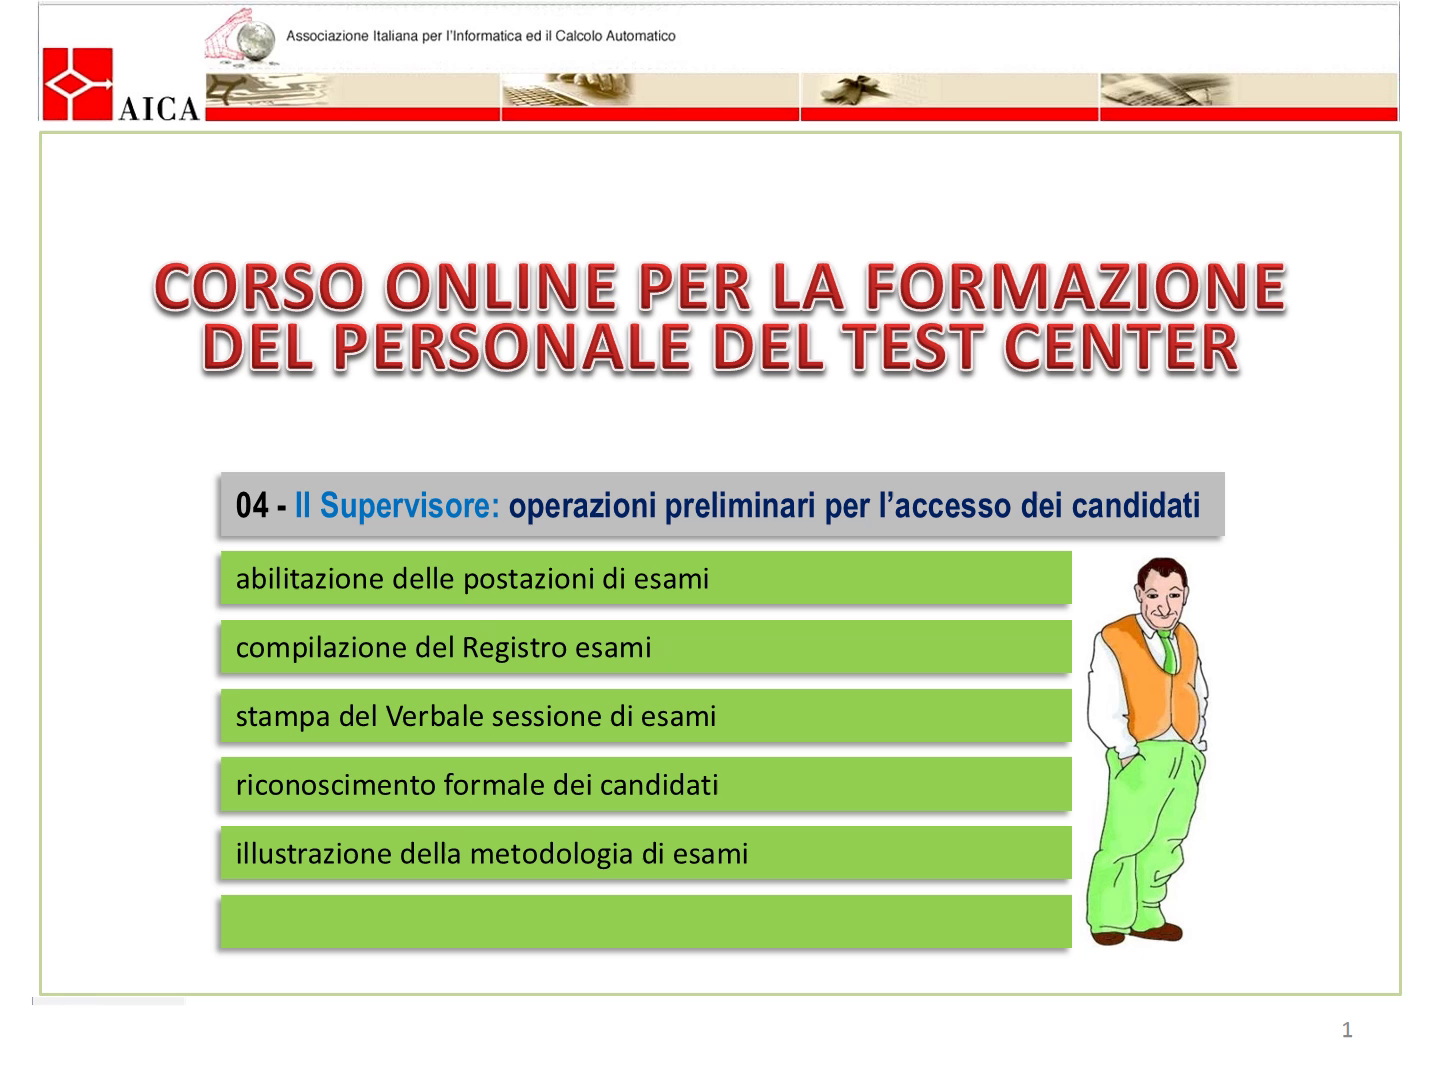 Associazione Italiana per l'Informatica ed il Calcolo Automatico
AICA
CORSO ONLINE PER LA FORMAZIONE
DEL PERSONALE DEL TEST CENTER
04 - Il Supervisore: operazioni preliminari per l’accesso dei candidati
abilitazione delle postazioni di esami
compilazione del Registro esami
stampa del Verbale sessione di esami
riconoscimento formale dei candidati
illustrazione della metodologia di esami
1